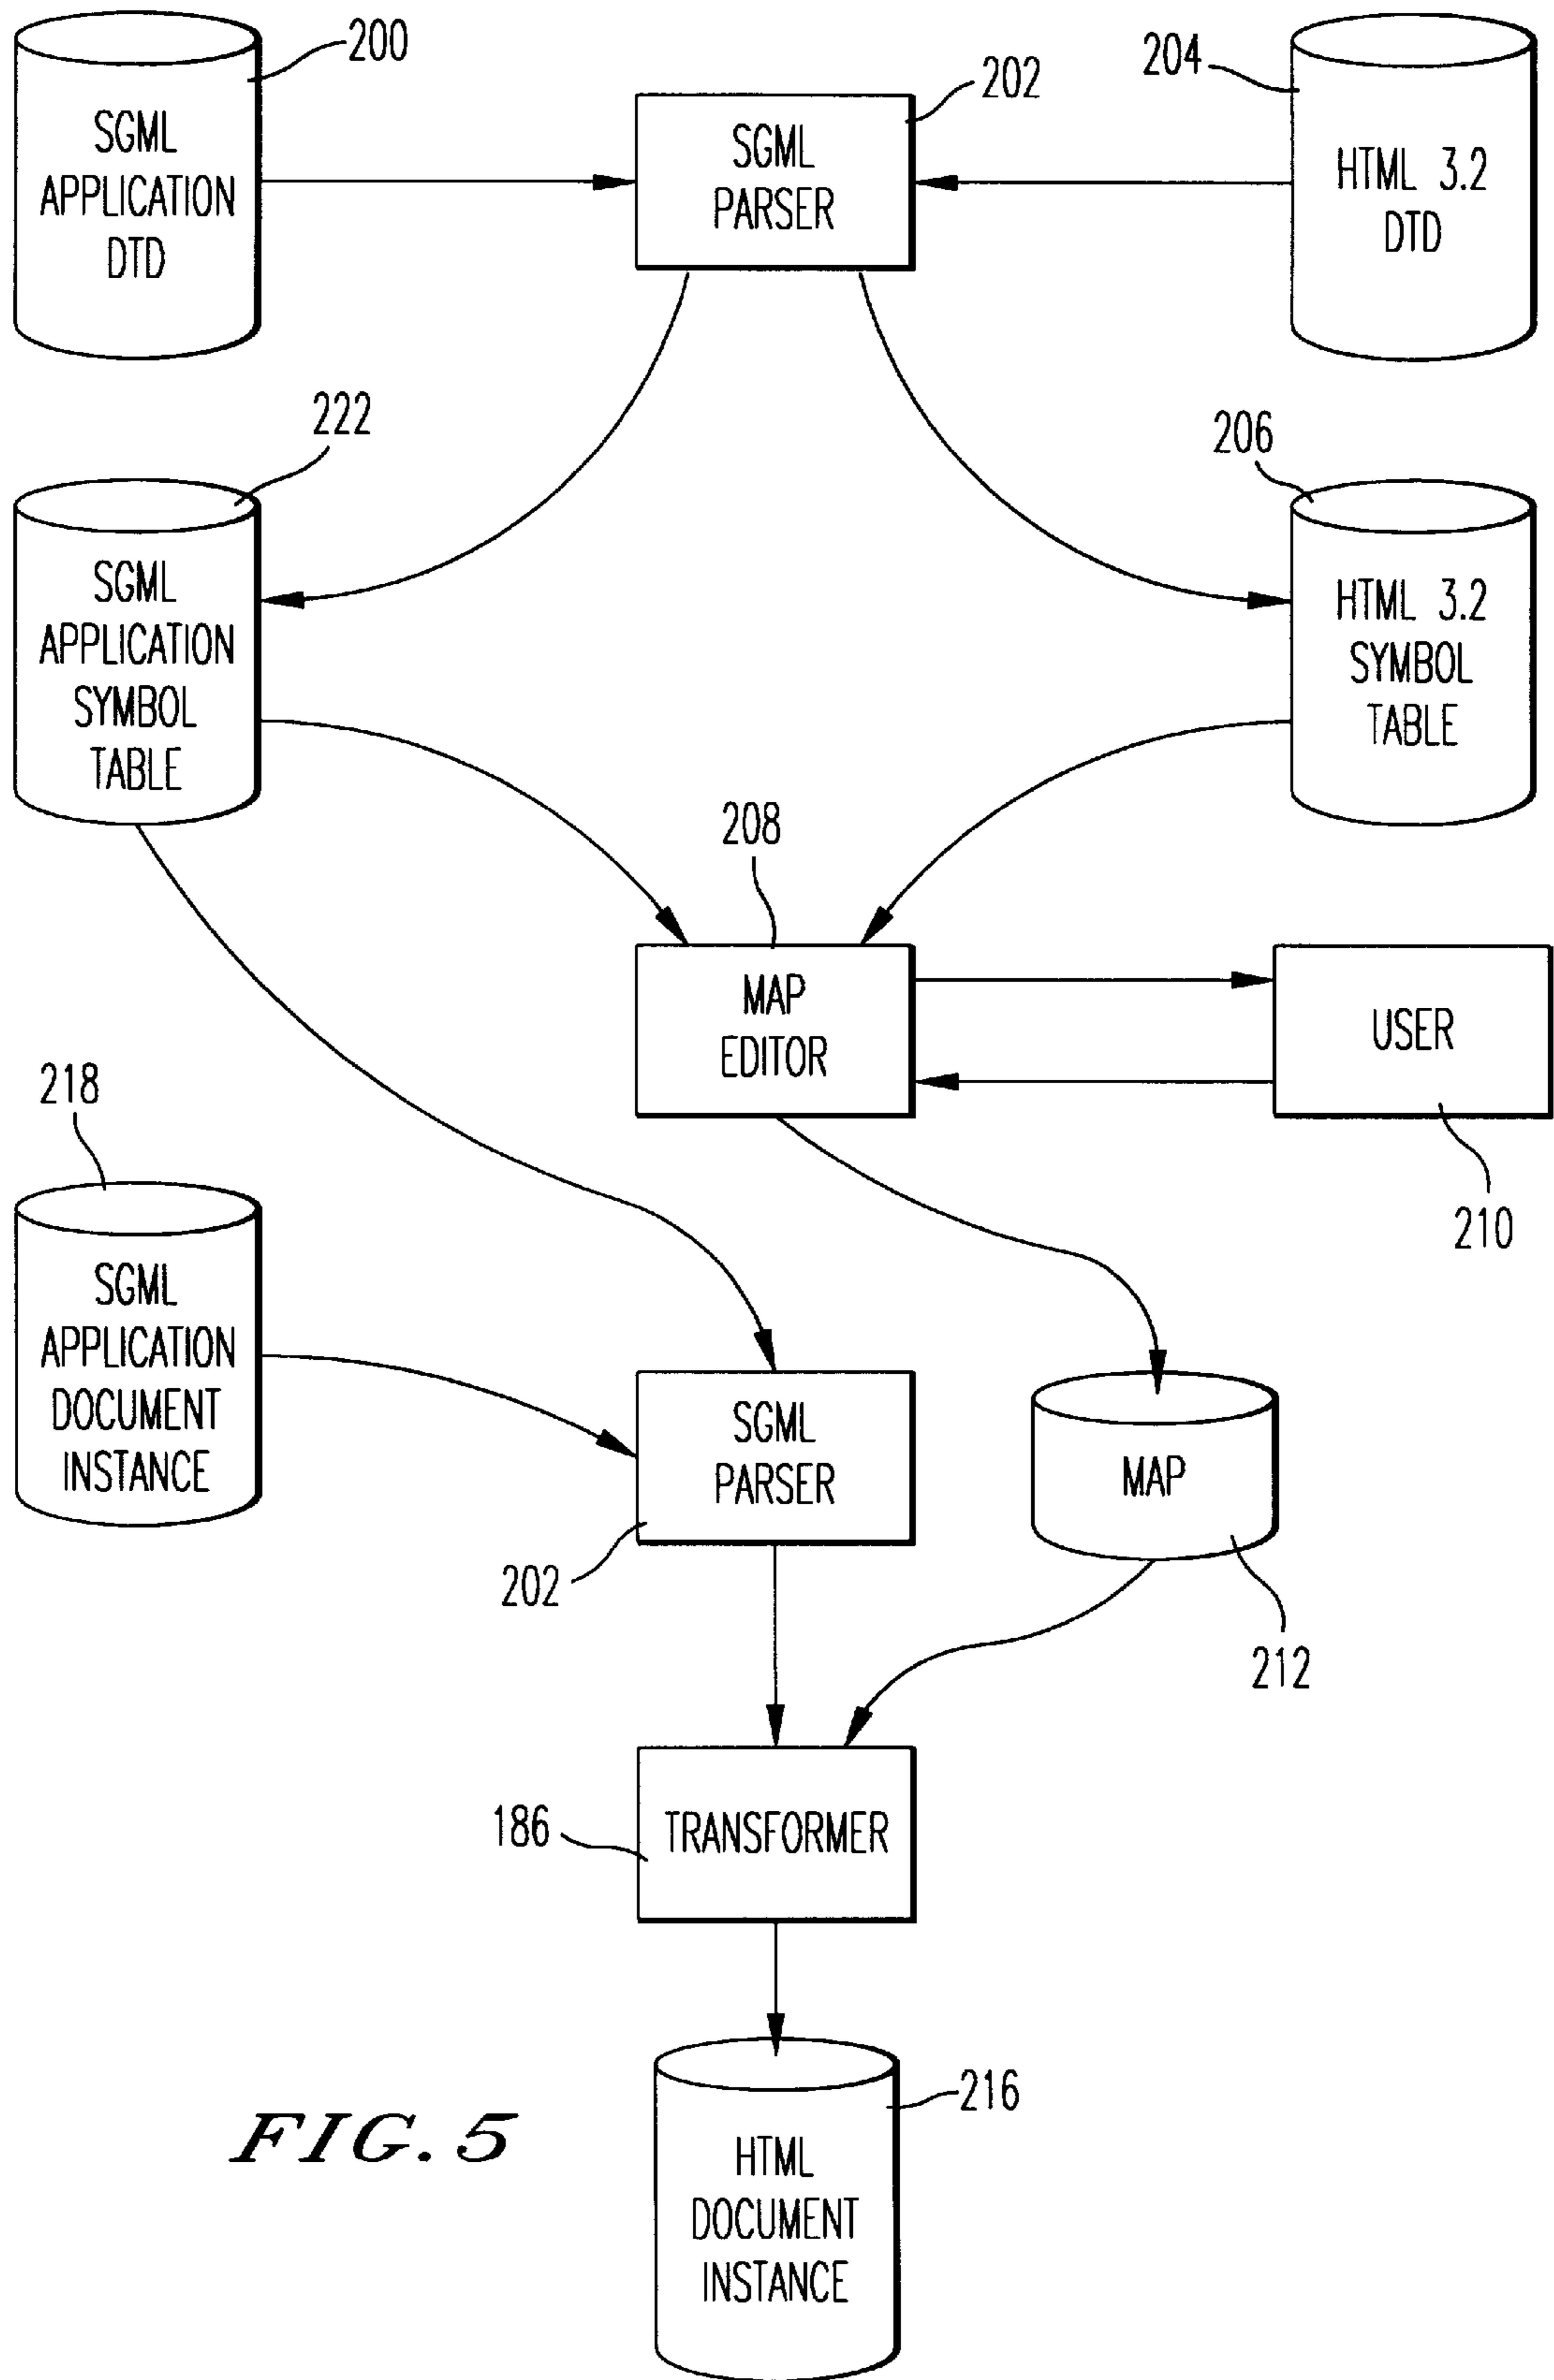 200
SGML
APPLICATION
DTD
202
SGML
PARSER
204
HTML 3.2
DTD
222
SGML
APPLICATION
SYMBOL
TABLE
206
HTML 3.2
SYMBOL
TABLE
208
MAP
EDITOR
USER
210
218
SGML
APPLICATION
DOCUMENT
INSTANCE
SGML
PARSER
202
MAP
212
186
TRANSFORMER
216
HTML
DOCUMENT
INSTANCE
FIG. 5